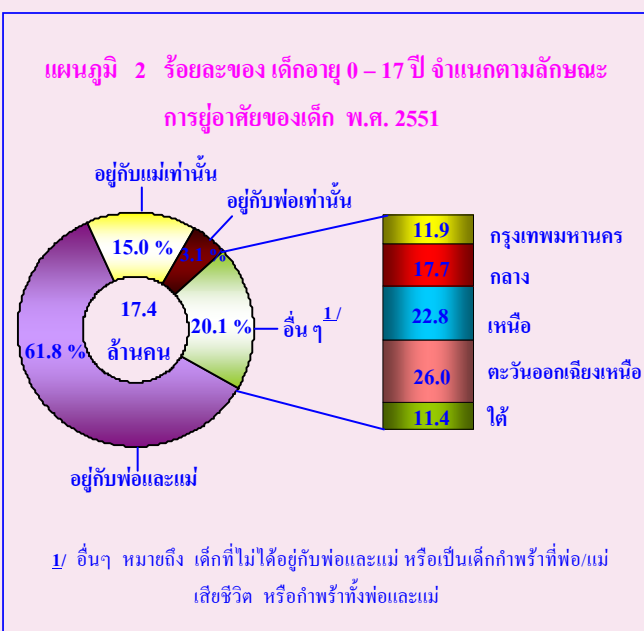 แผนภูมิ 2 ร้อยละของ เด็กอายุ 0 – 17 ปี จำแนกตามลักษณะ
การยู่อาศัยของเด็ก พ.ศ. 2551
อยู่กับแม่เท่านั้น
อยู่กับพ่อเท่านั้น
15.0 %
3.1 %
17.4
ล้านคน
61.8 %
20.1 %
อื่น ๆ 1/
อยู่กับพ่อและแม่
11.9 กรุงเทพมหานคร
17.7 กลาง
22.8 เหนือ
26.0 ตะวันออกเฉียงเหนือ
11.4 ใต้
1/ อื่นๆ หมายถึง เด็กที่ไม่ได้อยู่กับพ่อและแม่ หรือเป็นเด็กกำพร้าที่พ่อ/แม่
เสียชีวิต หรือกำพร้าทั้งพ่อและแม่